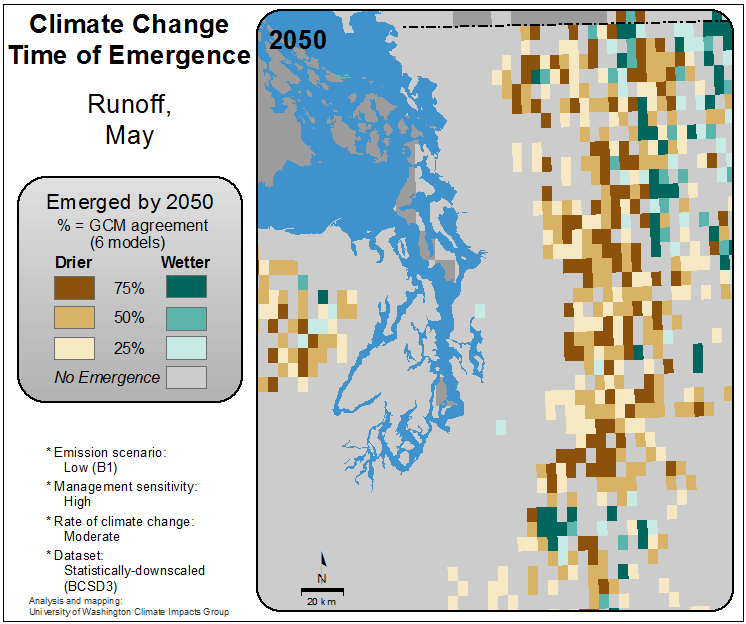 Climate Change
Time of Emergence
Runoff,
May
Emerged by 2050
% = GCM agreement
(6 models)
Drier Wetter
75%
50%
25%
No Emergence
* Emission scenario:
Low (B1)
* Management sensitivity:
High
* Rate of climate change:
Moderate
* Dataset:
Statistically-downscaled
(BCSD3)
Analysis and mapping:
University of Washington Climate Impacts Group
2050
N
20 km